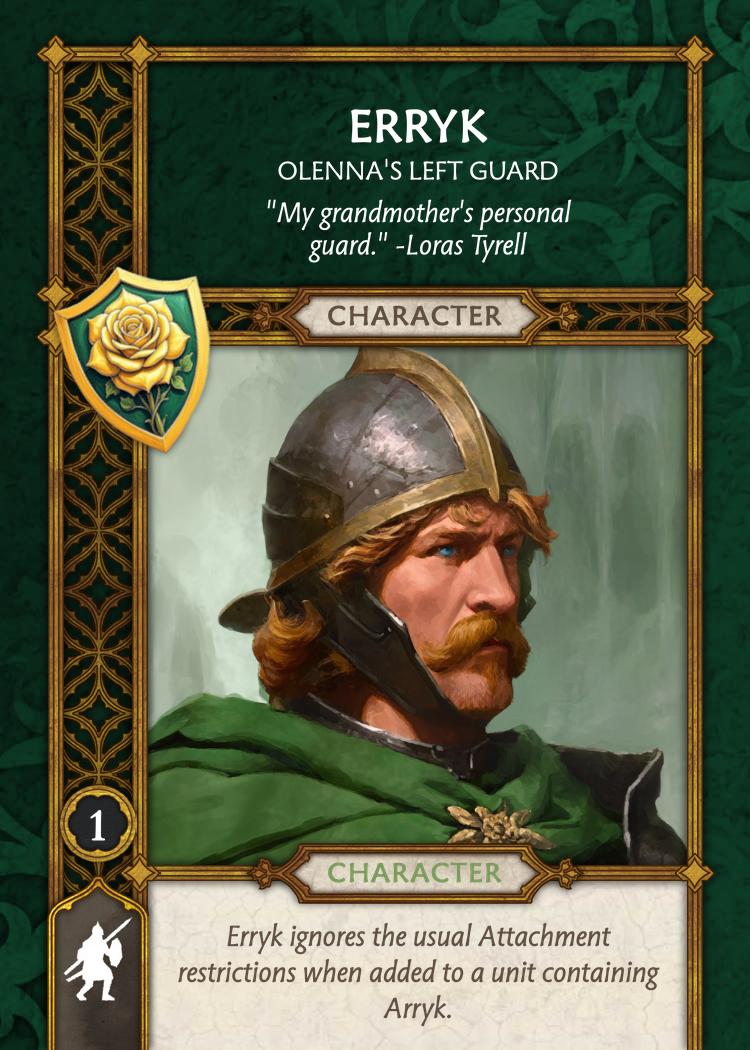 ERRYK
OLENNA'S LEFT GUARD
"My grandmother's personal
guard." -Loras Tyrell
CHARACTER
1
CHARACTER
Erryk ignores the usual Attachment
restrictions when added to a unit containing
Arryk.